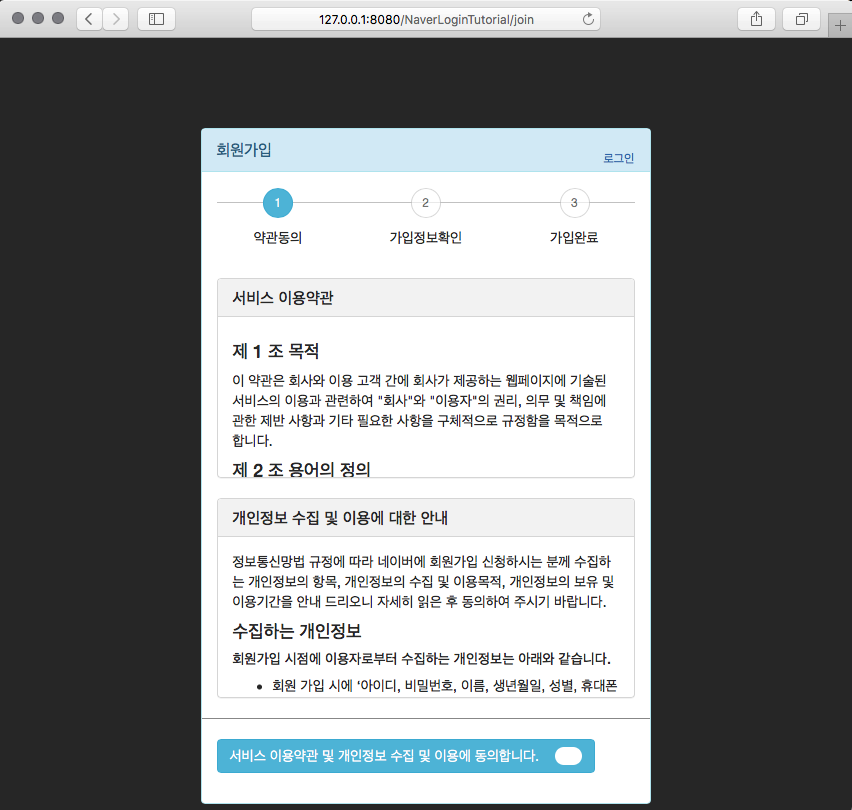 127.0.0.1:8080/NaverLoginTutorial/join
회원가입
로그인
1
2
3
약관동의
가입정보확인
가입완료
서비스 이용약관
제 1 조 목적
이 약관은 회사와 이용 고객 간에 회사가 제공하는 웹페이지에 기술된
서비스의 이용과 관련하여 "회사"와 "이용자"의 권리, 의무 및 책임에
관한 제반 사항과 기타 필요한 사항을 구체적으로 규정함을 목적으로
합니다.
제 2 조 용어의 정의
개인정보 수집 및 이용에 대한 안내
정보통신망법 규정에 따라 네이버에 회원가입 신청하시는 분께 수집하
는 개인정보의 항목, 개인정보의 수집 및 이용목적, 개인정보의 보유 및
이용기간을 안내 드리오니 자세히 읽은 후 동의하여 주시기 바랍니다.
수집하는 개인정보
회원가입 시점에 이용자로부터 수집하는 개인정보는 아래와 같습니다.
• 회원 가입 시에 ‘아이디, 비밀번호, 이름, 생년월일, 성별, 휴대폰
서비스 이용약관 및 개인정보 수집 및 이용에 동의합니다.